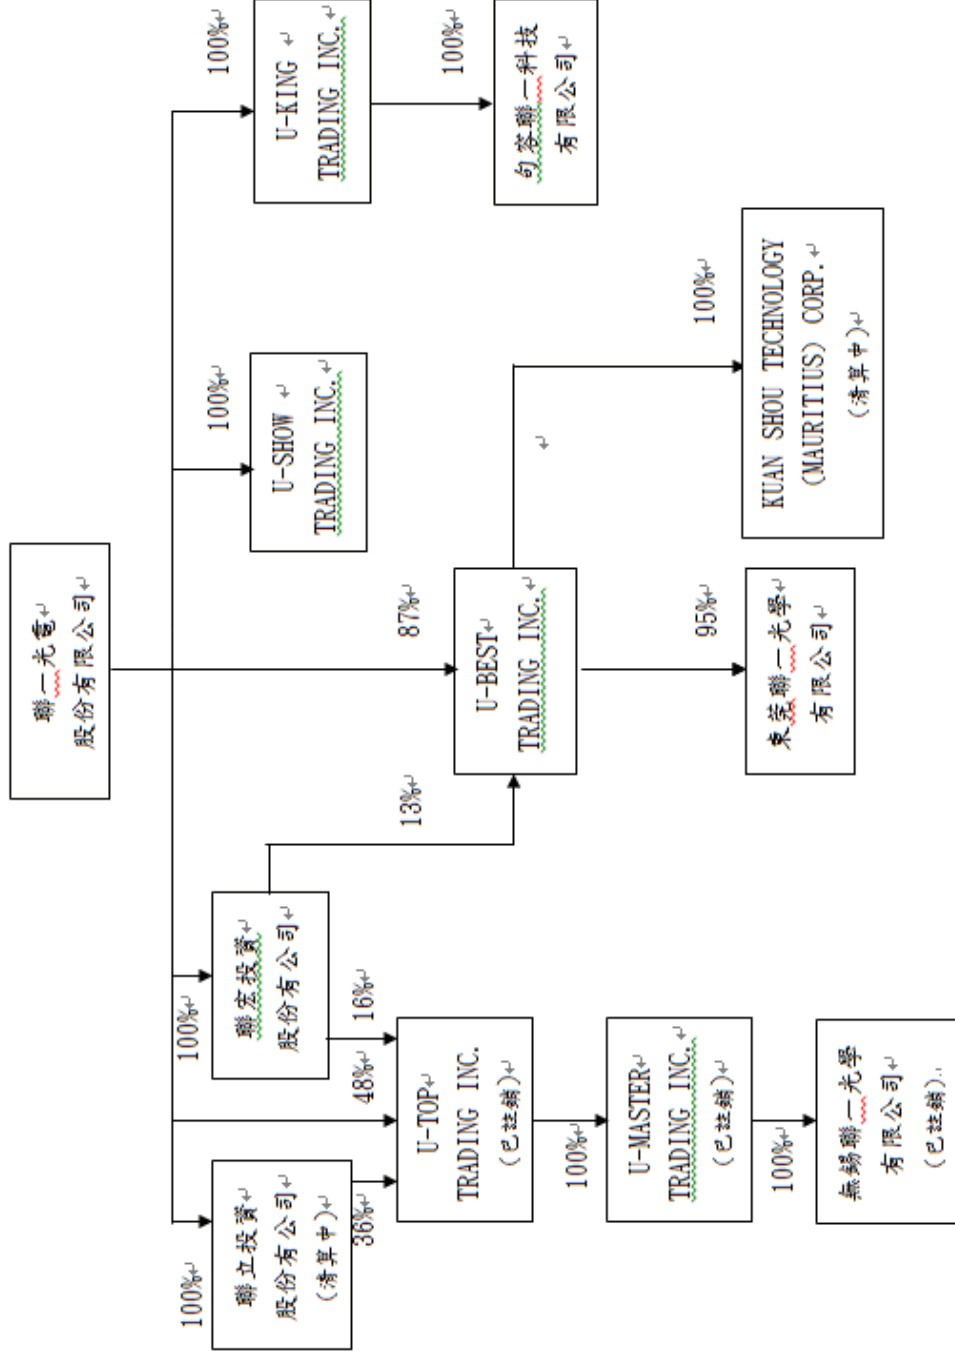 聯一光電
股份有限公司
100%
聯立投資
股份有公司
(清算中)
100%
聯宏投資
股份有公司
100%
U-SHOW
TRADING INC.
100%
U-KING
TRADING INC.
36%
48%
16%
U-TOP
TRADING INC.
(已註銷)
13%
87%
U-BEST
TRADING INC.
100%
句容聯一科技
有限公司
100%
U-MASTER
TRADING INC.
(已註銷)
95%
東莞聯一光學
有限公司
100%
KUAN SHOU TECHNOLOGY
(MAURITIUS) CORP.
(清算中)
100%
無錫聯一光學
有限公司
(已註銷)